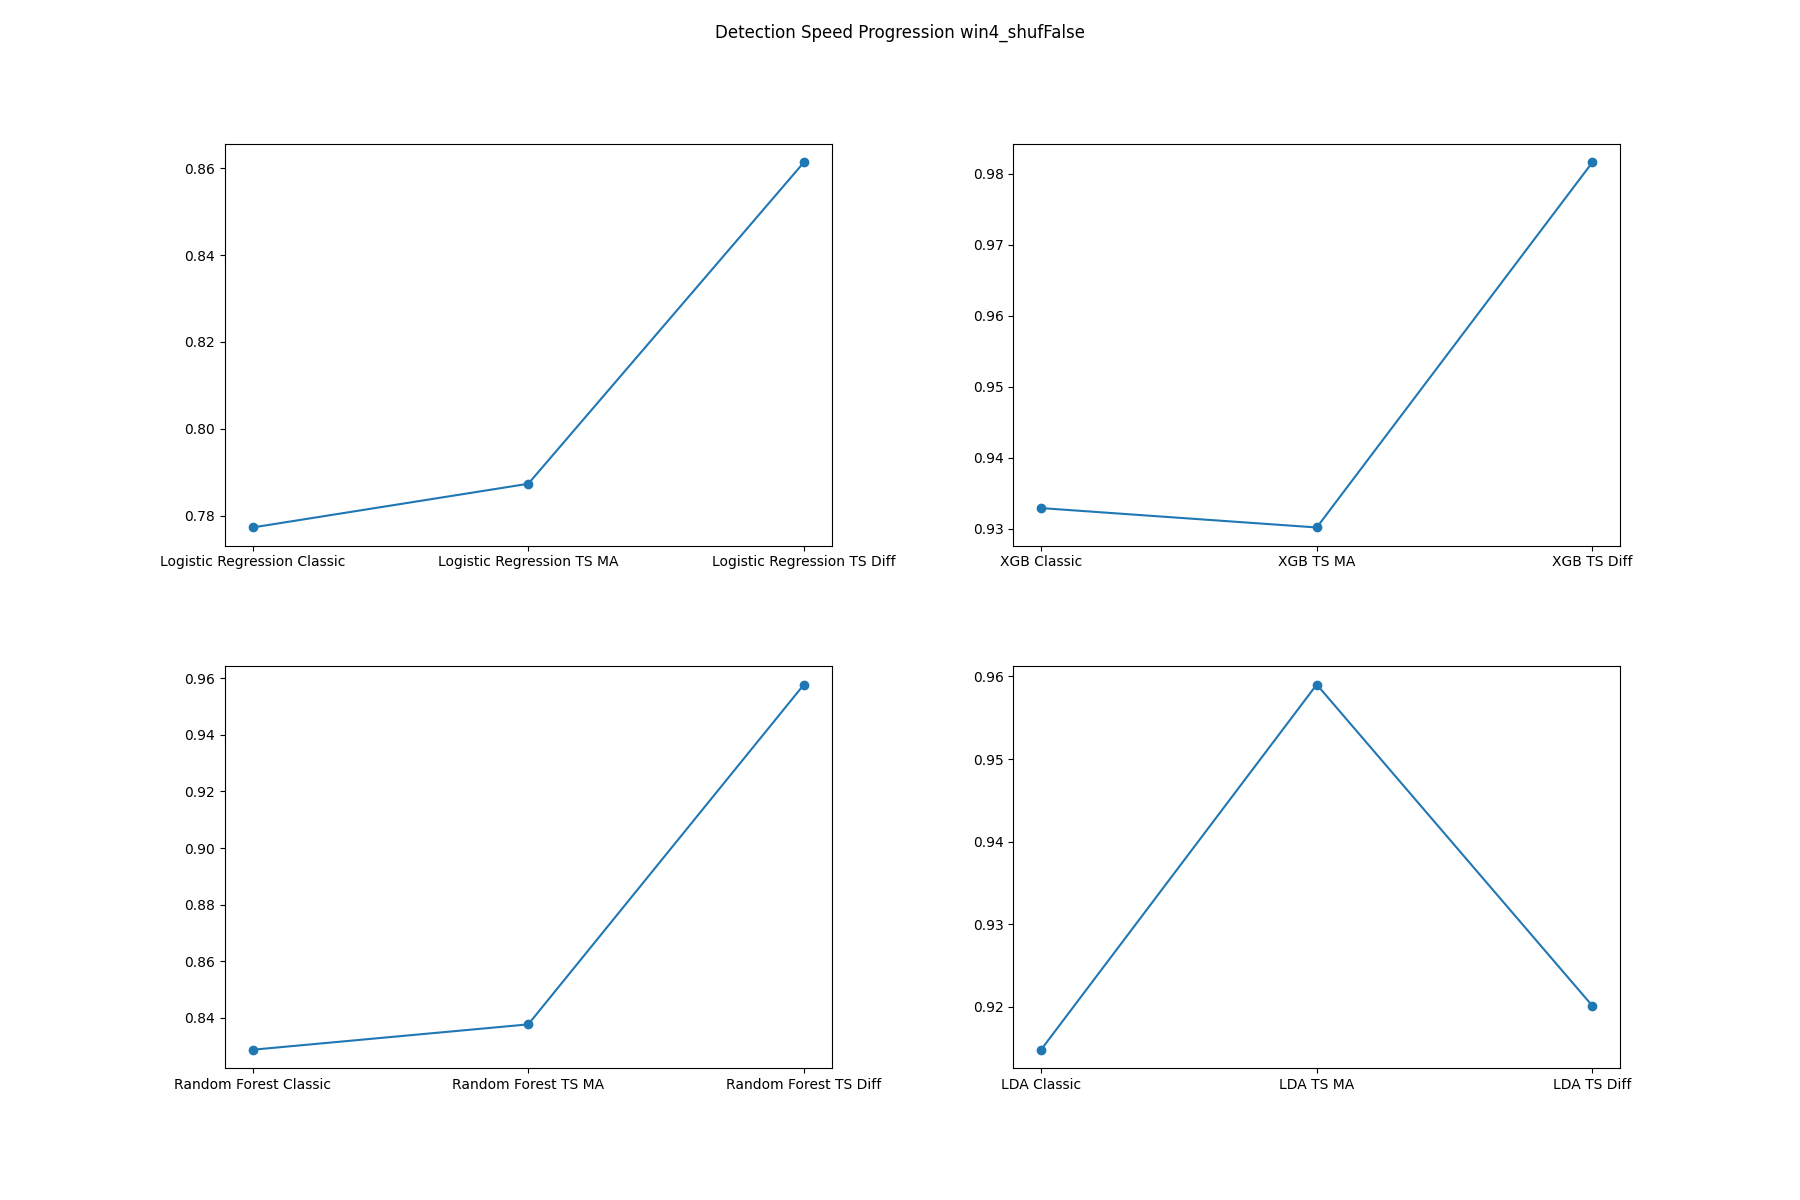 Detection Speed Progression win4_shufFalse
0.86
0.84
0.82
0.80
0.78
Logistic Regression Classic
Logistic Regression TS MA
Logistic Regression TS Diff
0.98
0.97
0.96
0.95
0.94
0.93
XGB Classic
XGB TS MA
XGB TS Diff
0.96
0.94
0.92
0.90
0.88
0.86
0.84
Random Forest Classic
Random Forest TS MA
Random Forest TS Diff
0.96
0.95
0.94
0.93
0.92
LDA Classic
LDA TS MA
LDA TS Diff